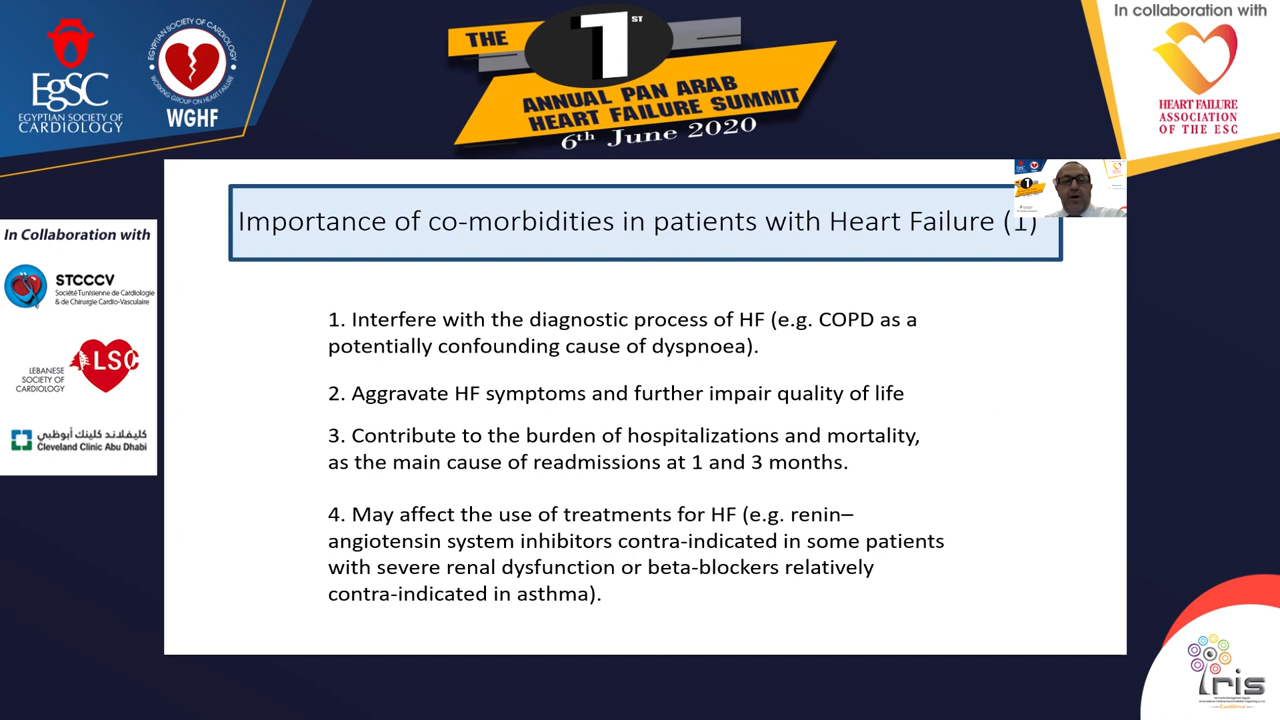 EgSC
EGYPTIAN SOCIETY OF
CARDIOLOGY
EGYPTIAN SOCIETY OF CARDIOLOGY
WORKING GROUP ON HEART FAILURE
WGHF
THE 1ST
ANNUAL PAN ARAB
HEART FAILURE SUMMIT
6th June 2020
In collaboration with
HEART FAILURE
ASSOCIATION
OF THE ESC
In Collaboration with
STCCCV
Société Tunisienne de Cardiologie
& de Chirurgie Cardio-Vasculaire
LSC
LEBANESE
SOCIETY OF
CARDIOLOGY
كليفلاند كلينك أبوظبي
Cleveland Clinic Abu Dhabi
Importance of co-morbidities in patients with Heart Failure (1)
1. Interfere with the diagnostic process of HF (e.g. COPD as a
potentially confounding cause of dyspnoea).
2. Aggravate HF symptoms and further impair quality of life
3. Contribute to the burden of hospitalizations and mortality,
as the main cause of readmissions at 1 and 3 months.
4. May affect the use of treatments for HF (e.g. renin–
angiotensin system inhibitors contra-indicated in some patients
with severe renal dysfunction or beta-blockers relatively
contra-indicated in asthma).
iris